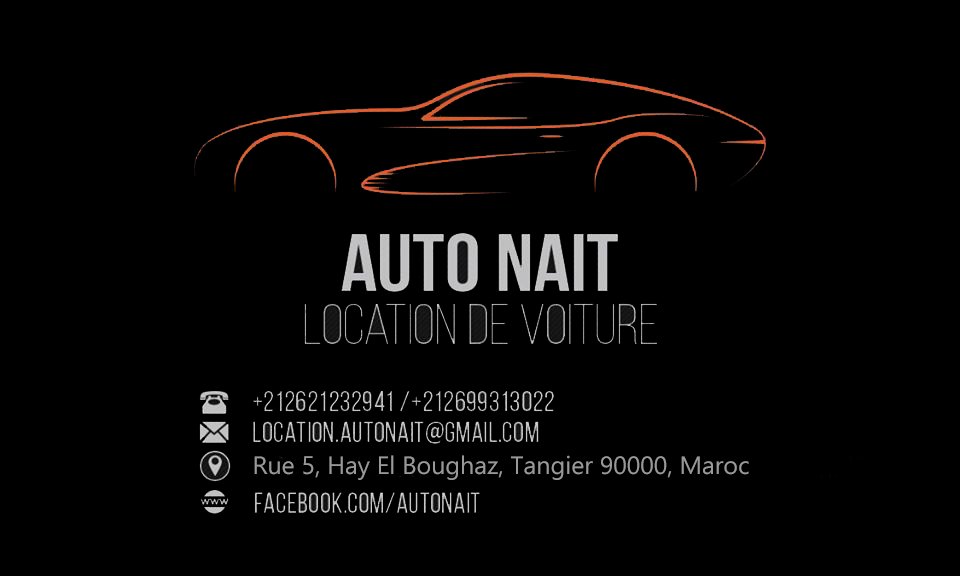 AUTO NAIT
LOCATION DE VOITURE
+212621232941 /+212699313022
LOCATION.AUTONAIT@GMAIL.COM
Rue 5, Hay El Boughaz, Tangier 90000, Maroc
WWW
FACEBOOK.COM/AUTONAIT